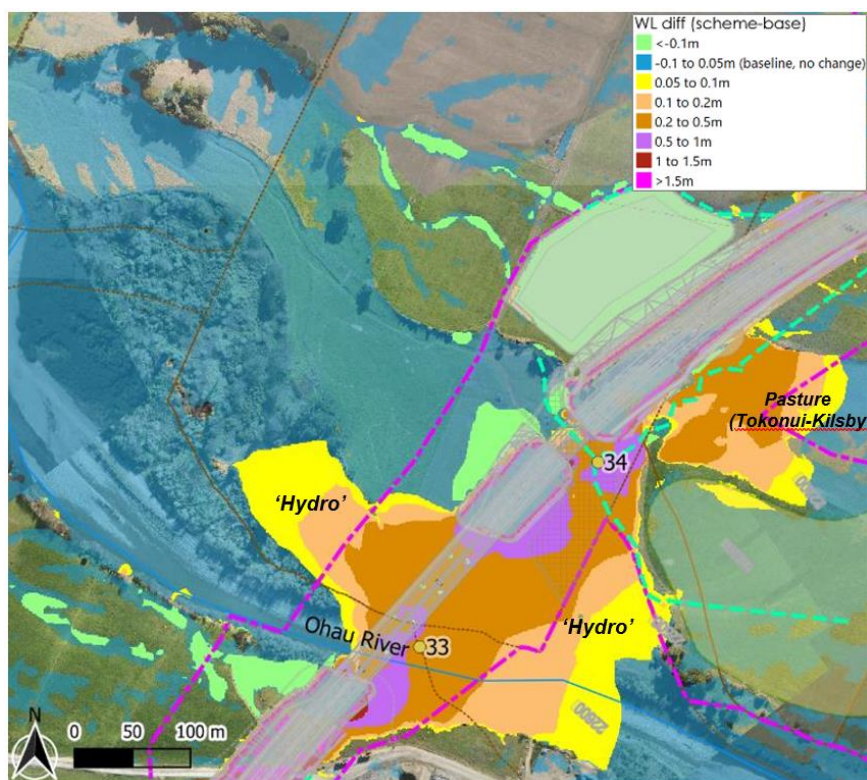 WL diff (scheme-base)
<-0.1m
-0.1 to 0.05m (baseline, no change)
0.05 to 0.1m
0.1 to 0.2m
0.2 to 0.5m
0.5 to 1m
1 to 1.5m
>1.5m
Pasture
(Tokonui-Kilsby
34
'Hydro'
'Hydro'
Ohau River
33
22600
N
0 50 100 m